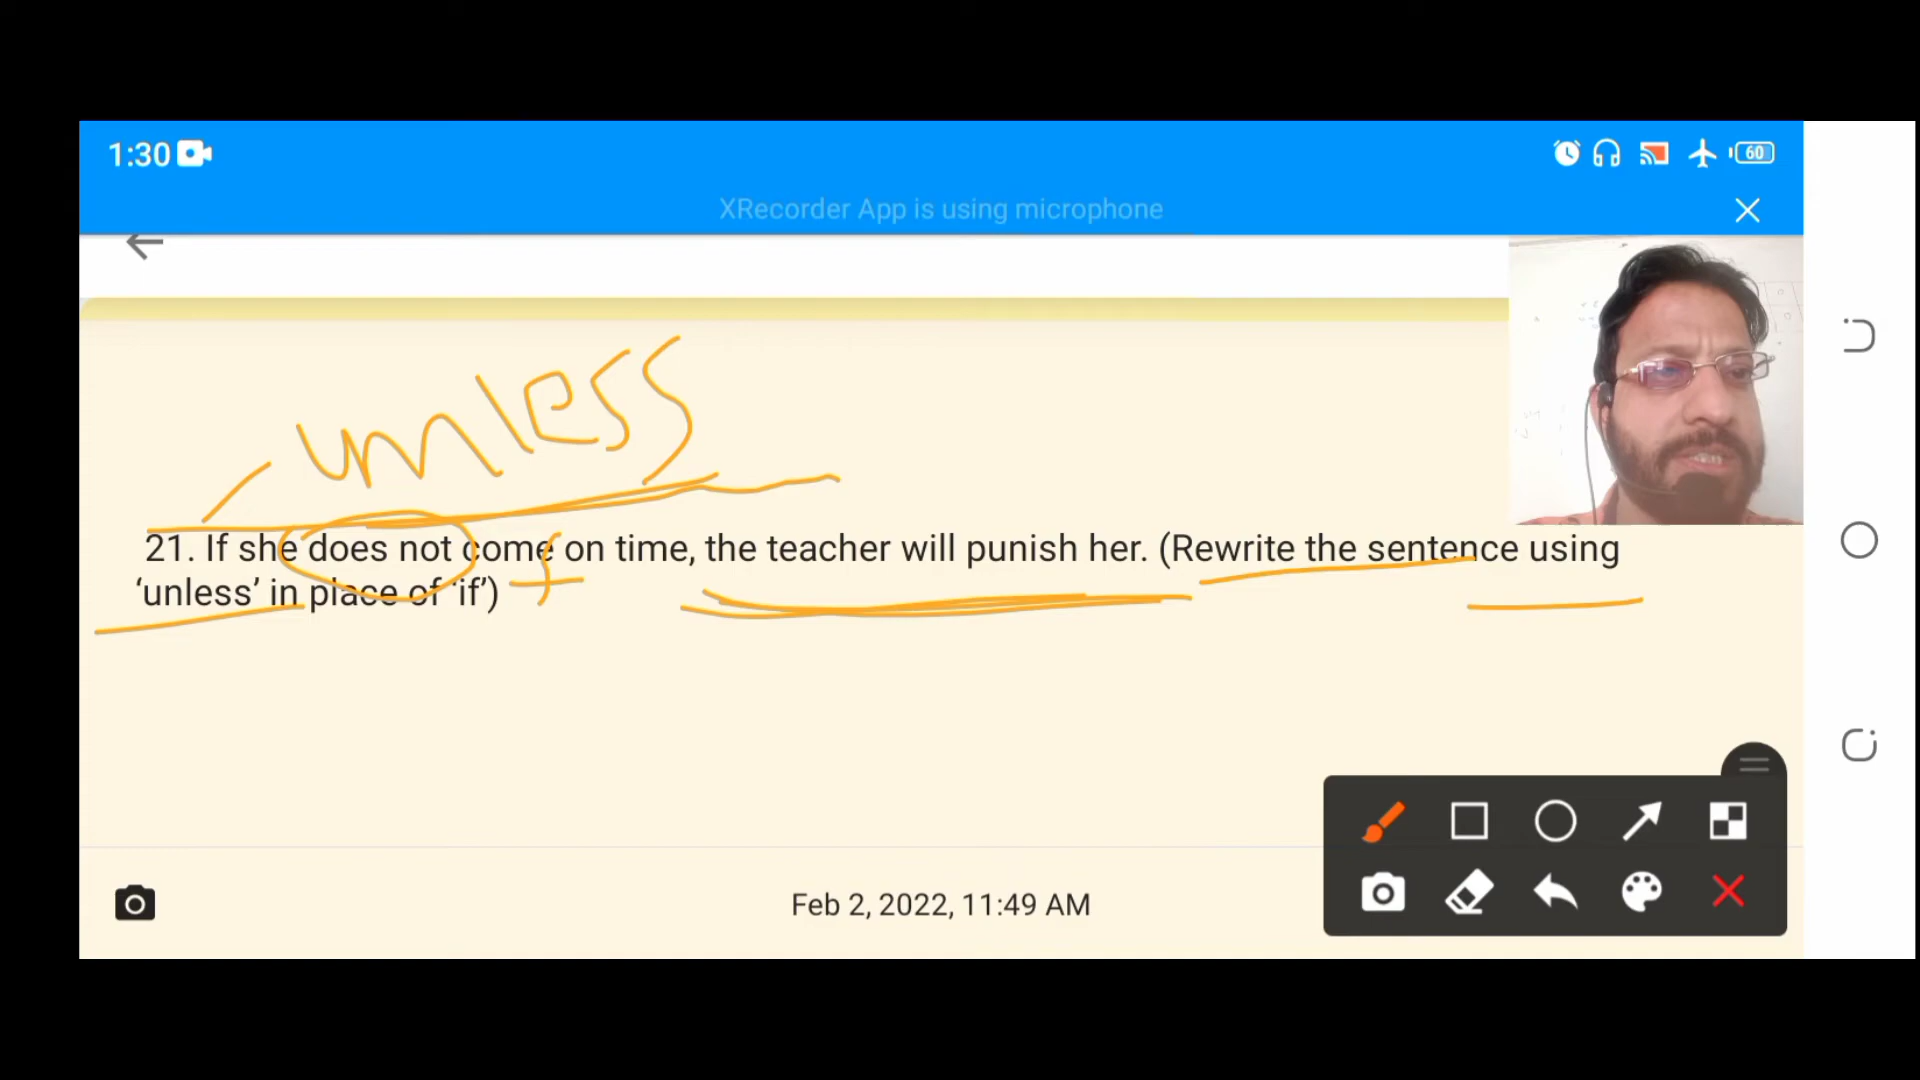 1:30
60
XRecorder App is using microphone
unless
21. If she does not come on time, the teacher will punish her. (Rewrite the sentence using
‘unless’ in place of ‘if’)
Feb 2, 2022, 11:49 AM